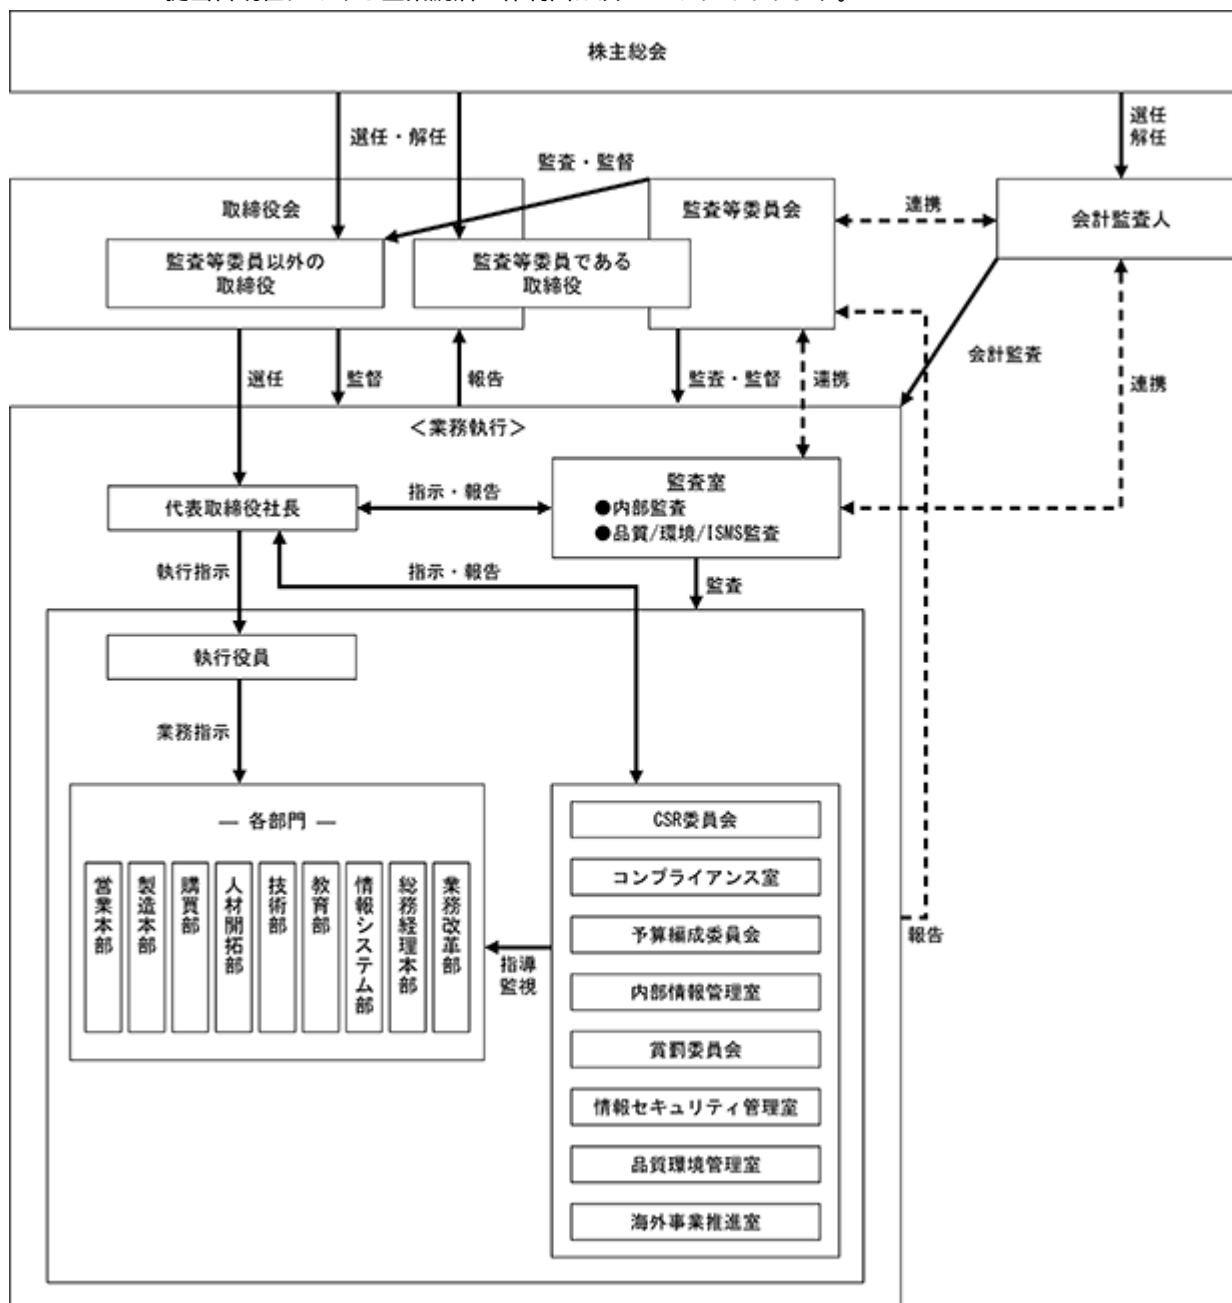 株主総会
選任・解任
選任
解任
監査・監督
取締役会
監査等委員会
連携
会計監査人
監査等委員以外の
取締役
監査等委員である
取締役
選任
監督
報告
監査・監督
連携
会計監査
連携
＜業務執行＞
代表取締役社長
指示・報告
監査室
●内部監査
●品質/環境/ISMS監査
執行指示
指示・報告
監査
執行役員
業務指示
― 各部門 ―
営業本部
製造本部
購買部
人材開拓部
技術部
教育部
情報システム部
総務経理本部
業務改革部
指導
監視
CSR委員会
コンプライアンス室
予算編成委員会
内部情報管理室
賞罰委員会
情報セキュリティ管理室
品質環境管理室
海外事業推進室
報告